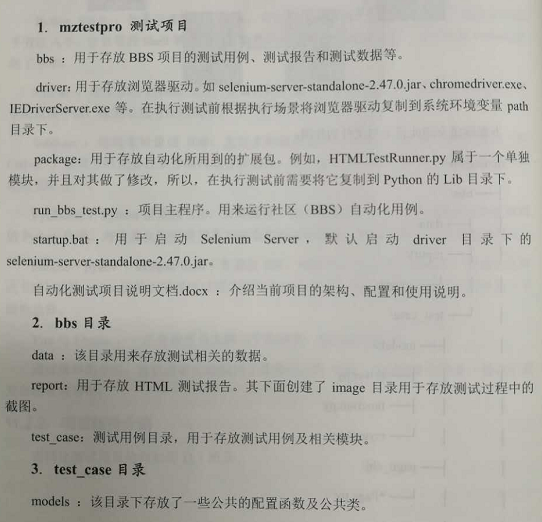 1. mztestpro 测试项目
bbs ：用于存放 BBS 项目的测试用例、测试报告和测试数据等。
driver: 用于存放浏览器驱动。如 selenium-server-standalone-2.47.0.jar、chromedriver.exe、
IEDriverServer.exe 等。在执行测试前根据执行场景将浏览器驱动复制到系统环境变量 path
目录下。
package：用于存放自动化所用到的扩展包。例如，HTMLTestRunner.py 属于一个单独
模块，并且对其做了修改，所以，在执行测试前需要将它复制到 Python 的 Lib 目录下。
run_bbs_test.py ：项目主程序。用来运行社区（BBS）自动化用例。
startup.bat ：用于启动 Selenium Server，默认启动 driver 目录下的
selenium-server-standalone-2.47.0.jar。
自动化测试项目说明文档.docx ：介绍当前项目的架构、配置和使用说明。
2. bbs 目录
data ：该目录用来存放测试相关的数据。
report：用于存放 HTML 测试报告。其下面创建了 image 目录用于存放测试过程中的
截图。
test_case：测试用例目录，用于存放测试用例及相关模块。
3. test_case 目录
models ：该目录下存放了一些公共的配置函数及公共类。